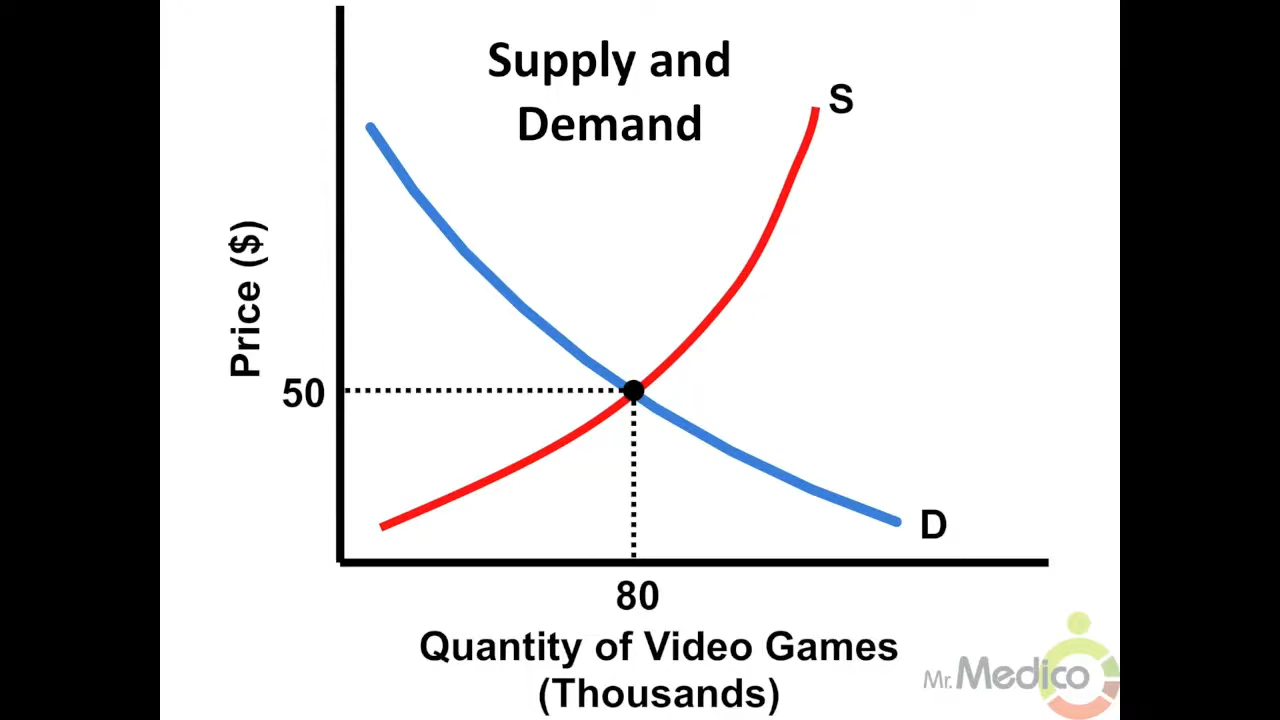 Supply and
Demand
S
Price ($)
50
D
80
Quantity of Video Games
(Thousands)
Mr. Medico